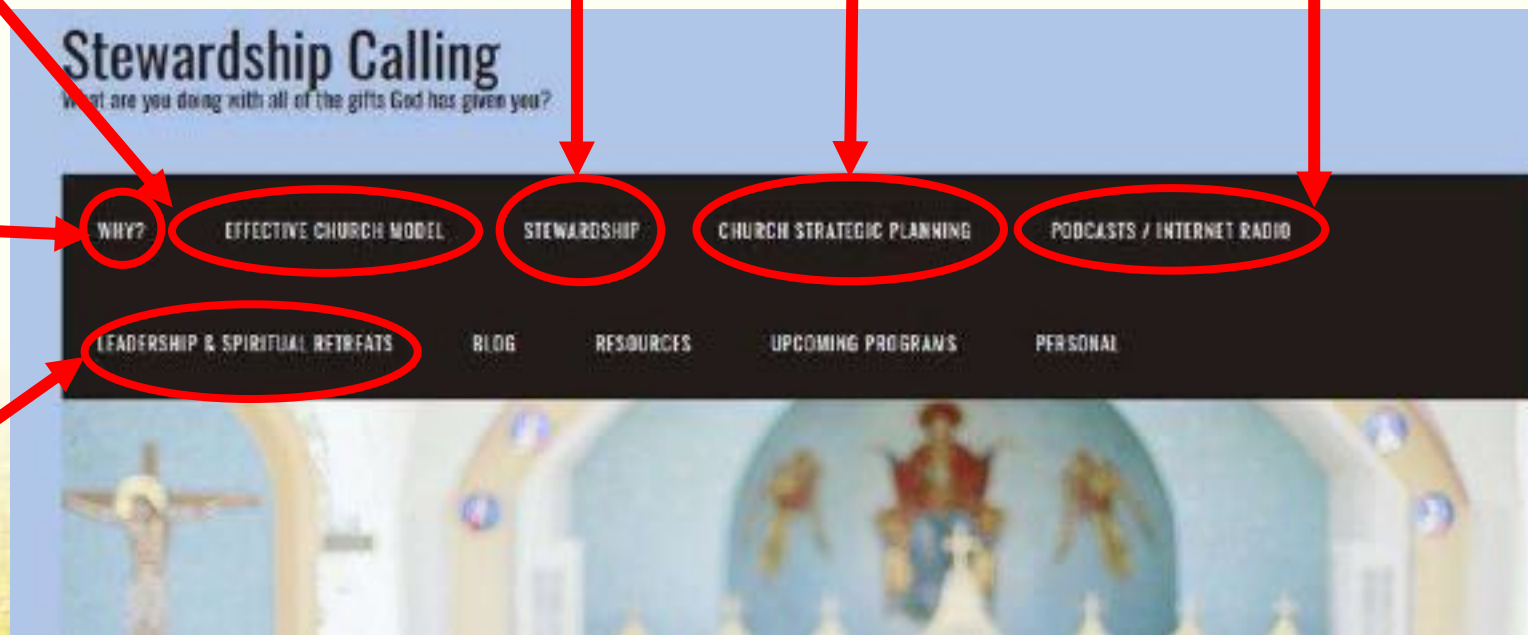 Stewardship Calling
What are you doing with all of the gifts God has given you?
WHY? EFFECTIVE CHURCH MODEL STEWARDSHIP CHURCH STRATEGIC PLANNING PODCASTS / INTERNET RADIO
LEADERSHIP & SPIRITUAL RETREATS BLOG RESOURCES UPCOMING PROGRAMS PERSONAL